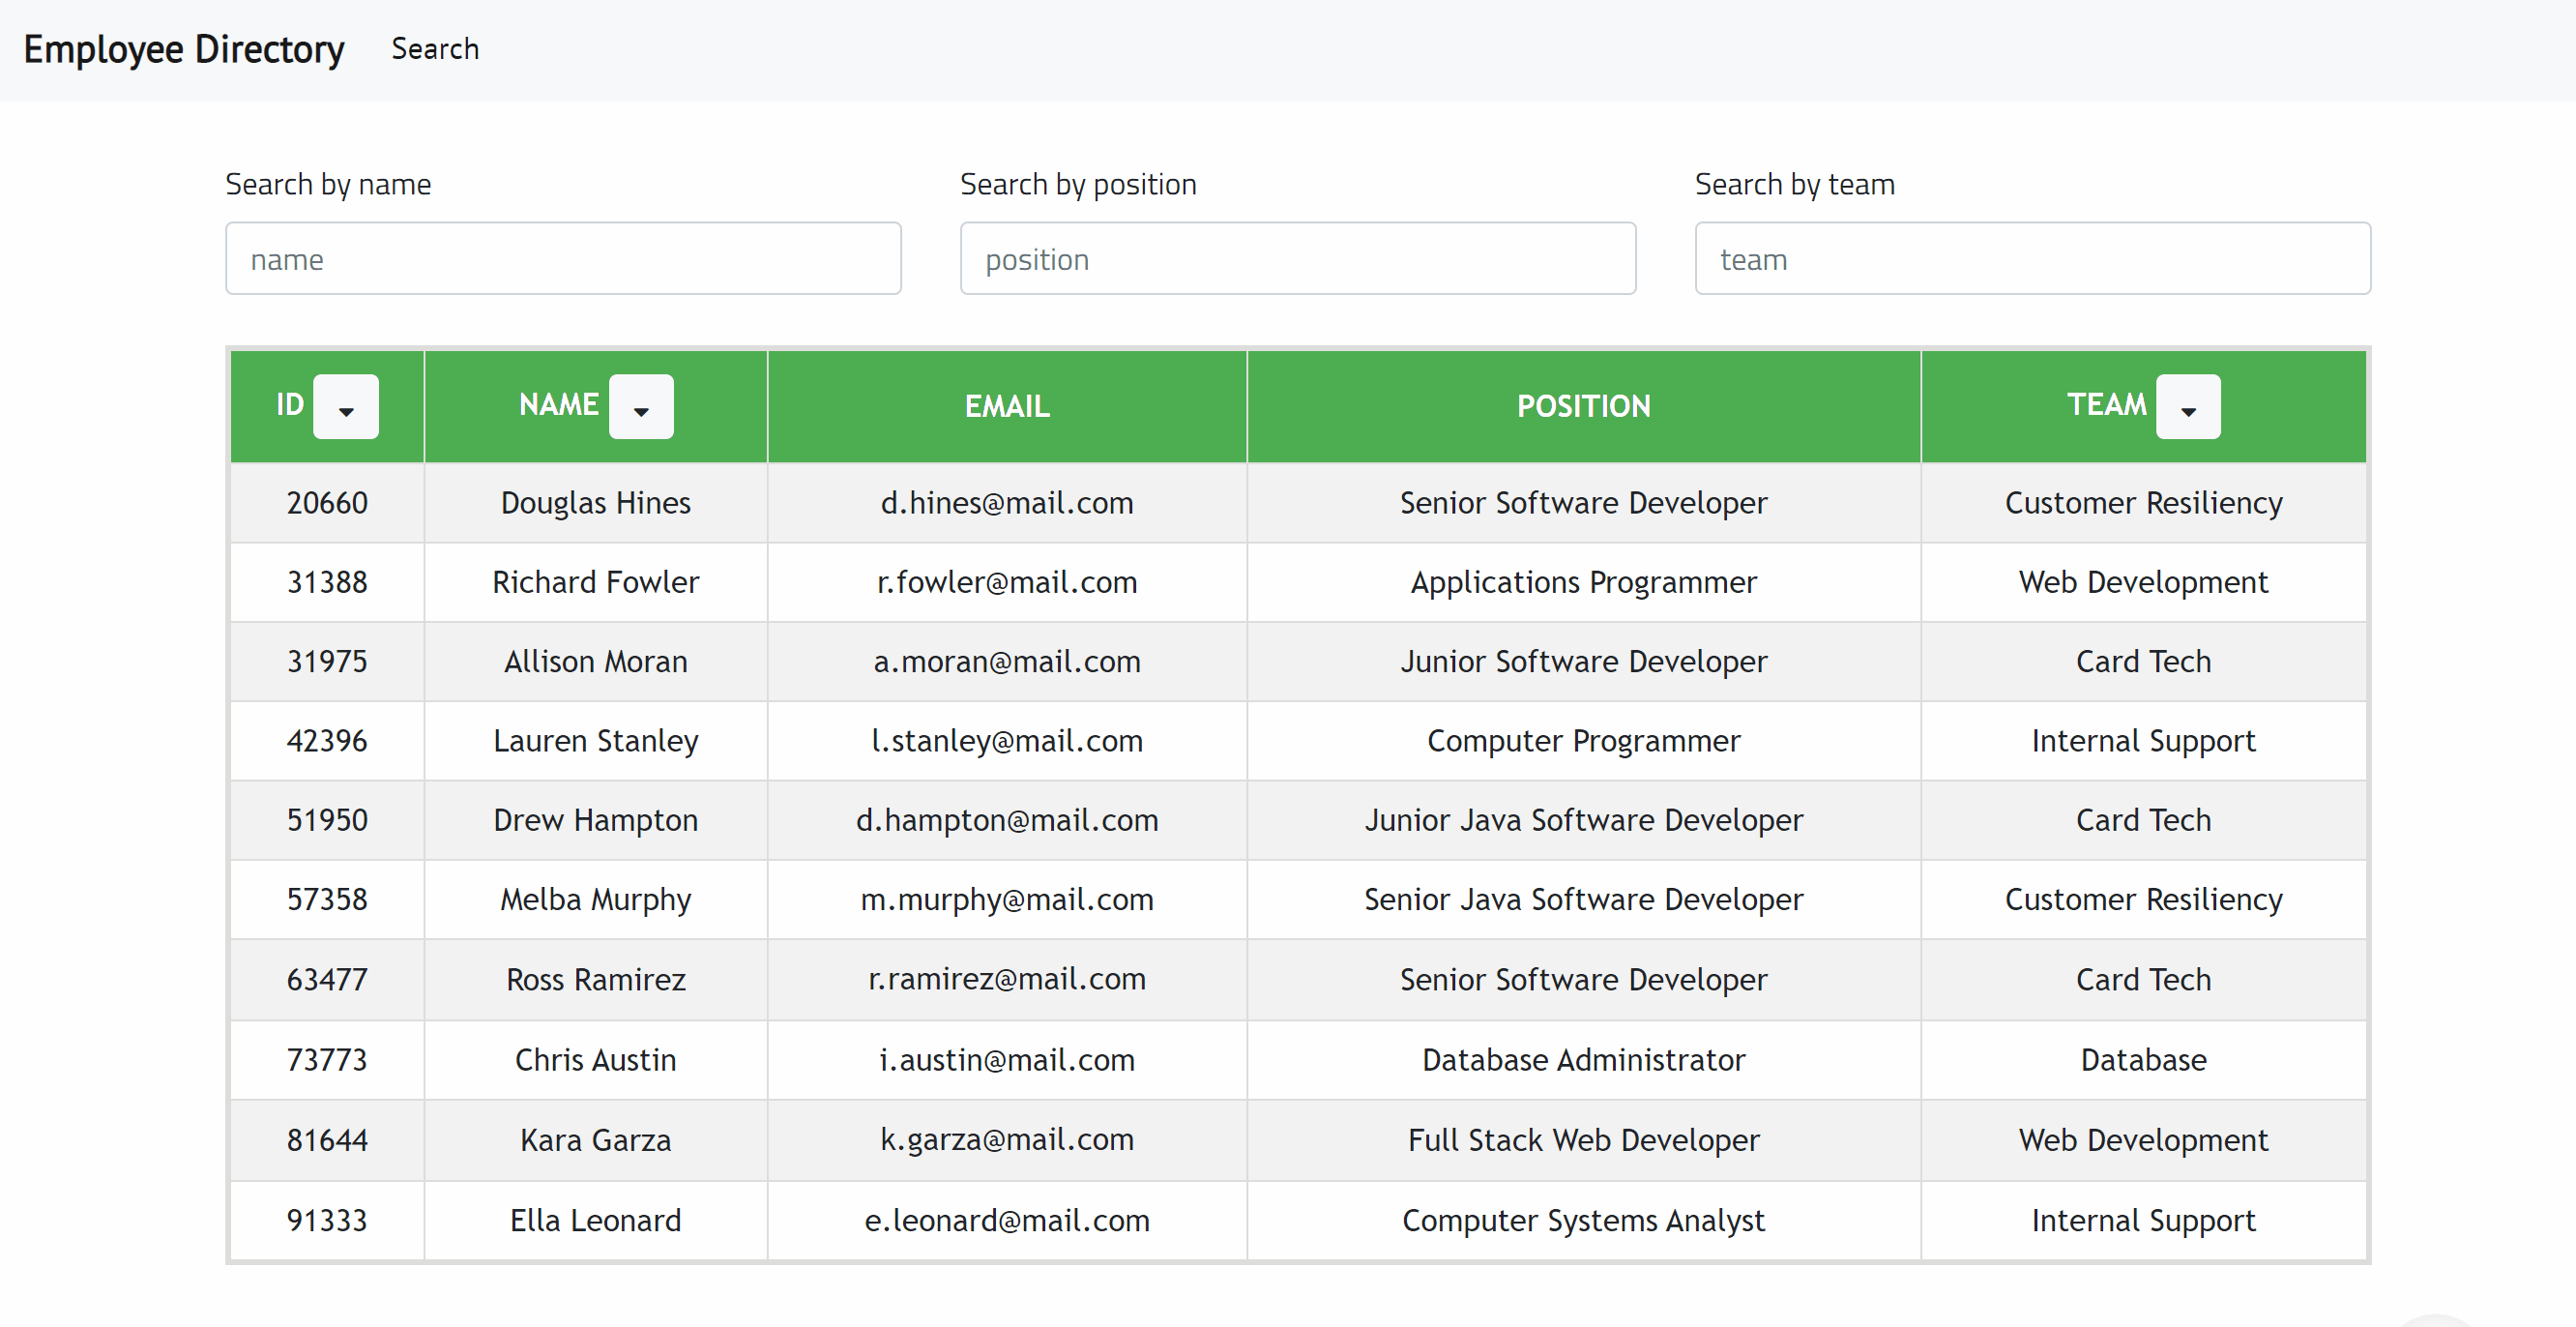 Employee Directory Search
Search by name Search by position Search by team
name position team
ID NAME EMAIL POSITION TEAM
20660 Douglas Hines d.hines@mail.com Senior Software Developer Customer Resiliency
31388 Richard Fowler r.fowler@mail.com Applications Programmer Web Development
31975 Allison Moran a.moran@mail.com Junior Software Developer Card Tech
42396 Lauren Stanley l.stanley@mail.com Computer Programmer Internal Support
51950 Drew Hampton d.hampton@mail.com Junior Java Software Developer Card Tech
57358 Melba Murphy m.murphy@mail.com Senior Java Software Developer Customer Resiliency
63477 Ross Ramirez r.ramirez@mail.com Senior Software Developer Card Tech
73773 Chris Austin i.austin@mail.com Database Administrator Database
81644 Kara Garza k.garza@mail.com Full Stack Web Developer Web Development
91333 Ella Leonard e.leonard@mail.com Computer Systems Analyst Internal Support